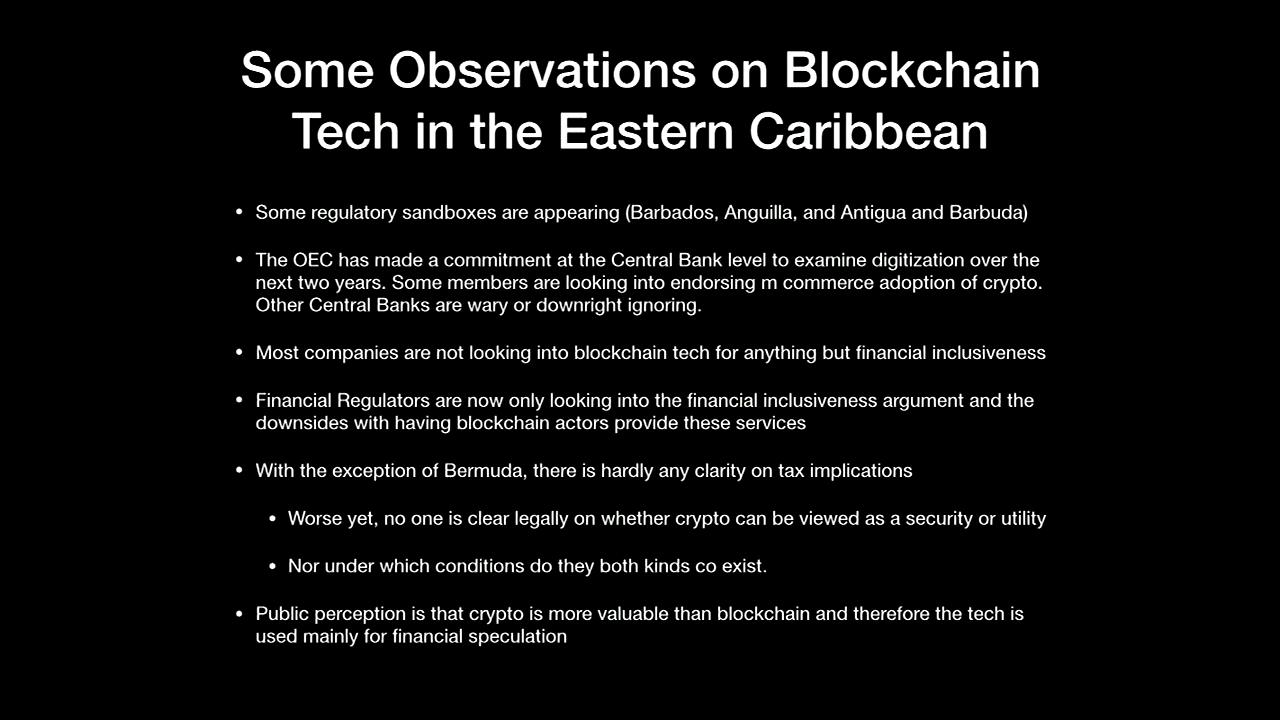 Some Observations on Blockchain
Tech in the Eastern Caribbean
• Some regulatory sandboxes are appearing (Barbados, Anguilla, and Antigua and Barbuda)
• The OEC has made a commitment at the Central Bank level to examine digitization over the
next two years. Some members are looking into endorsing m commerce adoption of crypto.
Other Central Banks are wary or downright ignoring.
• Most companies are not looking into blockchain tech for anything but financial inclusiveness
• Financial Regulators are now only looking into the financial inclusiveness argument and the
downsides with having blockchain actors provide these services
• With the exception of Bermuda, there is hardly any clarity on tax implications
• Worse yet, no one is clear legally on whether crypto can be viewed as a security or utility
• Nor under which conditions do they both kinds co exist.
• Public perception is that crypto is more valuable than blockchain and therefore the tech is
used mainly for financial speculation